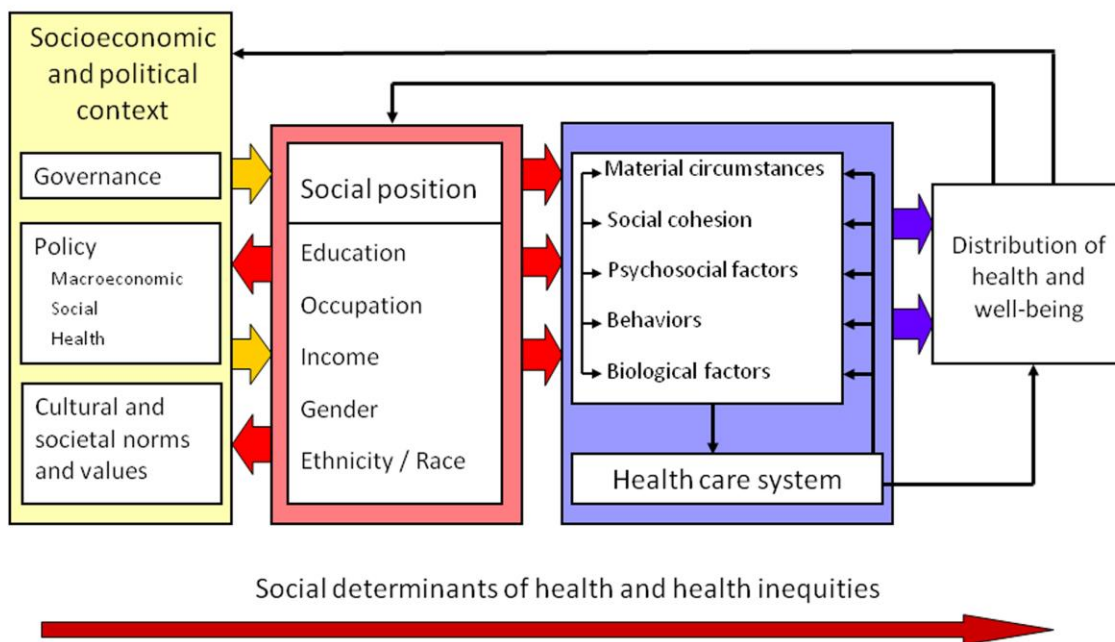 Socioeconomic
and political
context
Governance
Policy
Macroeconomic
Social
Health
Cultural and
societal norms
and values
Social position
Education
Occupation
Income
Gender
Ethnicity / Race
Material circumstances
Social cohesion
Psychosocial factors
Behaviors
Biological factors
Health care system
Distribution of
health and
well-being
Social determinants of health and health inequities